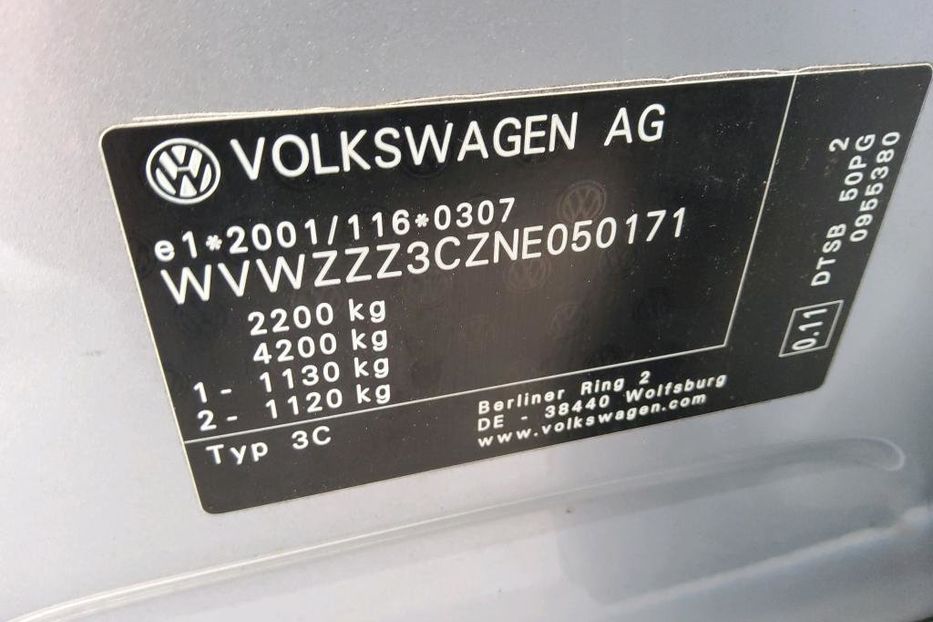 VOLKSWAGEN AG
e1*2001/116*0307
WVWZZZ3CZNE050171
2200 kg
4200 kg
1 - 1130 kg
2 - 1120 kg
Typ 3C
Berliner Ring 2
DE - 38440 Wolfsburg
www.volkswagen.com
0.11 DTSB 2
50PG
0955380